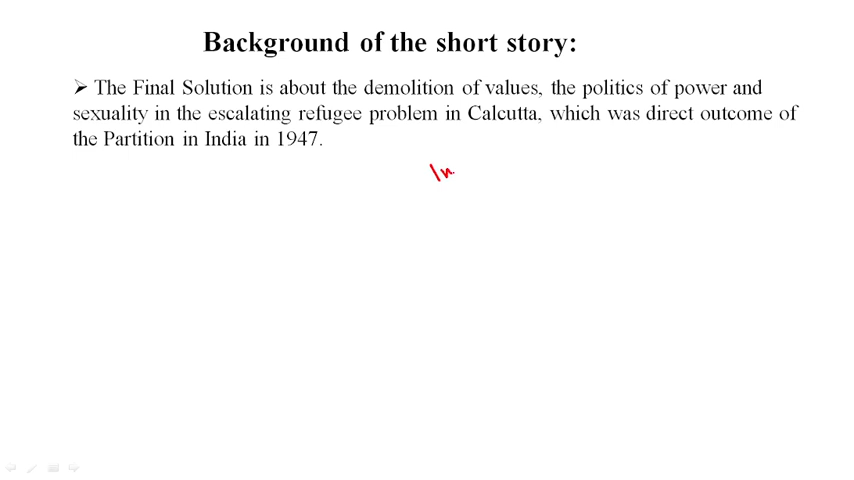 Background of the short story:
➢ The Final Solution is about the demolition of values, the politics of power and
sexuality in the escalating refugee problem in Calcutta, which was direct outcome of
the Partition in India in 1947.
In